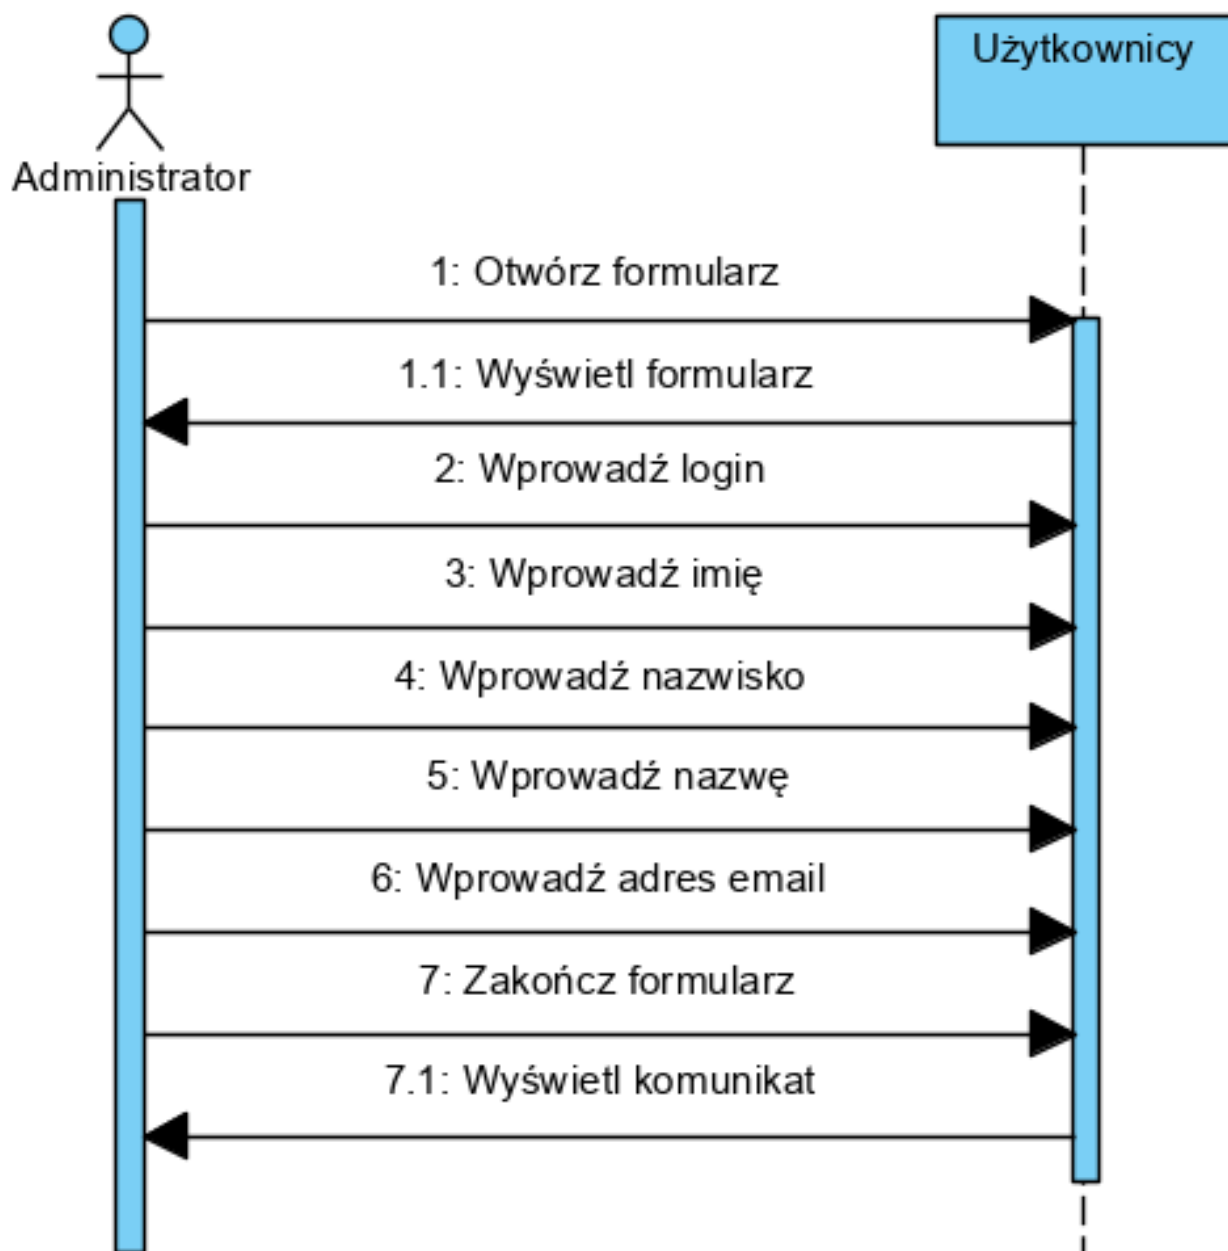 Użytkownicy
Administrator
1: Otwórz formularz
1.1: Wyświetl formularz
2: Wprowadź login
3: Wprowadź imię
4: Wprowadź nazwisko
5: Wprowadź nazwę
6: Wprowadź adres email
7: Zakończ formularz
7.1: Wyświetl komunikat